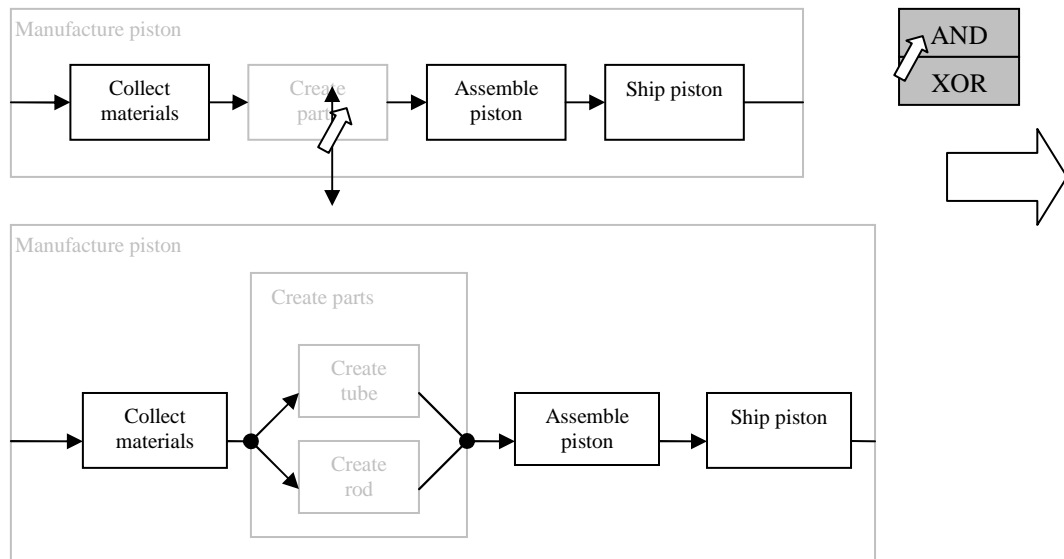 Manufacture piston
Collect
materials
Create
parts
Assemble
piston
Ship piston
AND
XOR
Manufacture piston
Create parts
Create
tube
Collect
materials
Create
rod
Assemble
piston
Ship piston